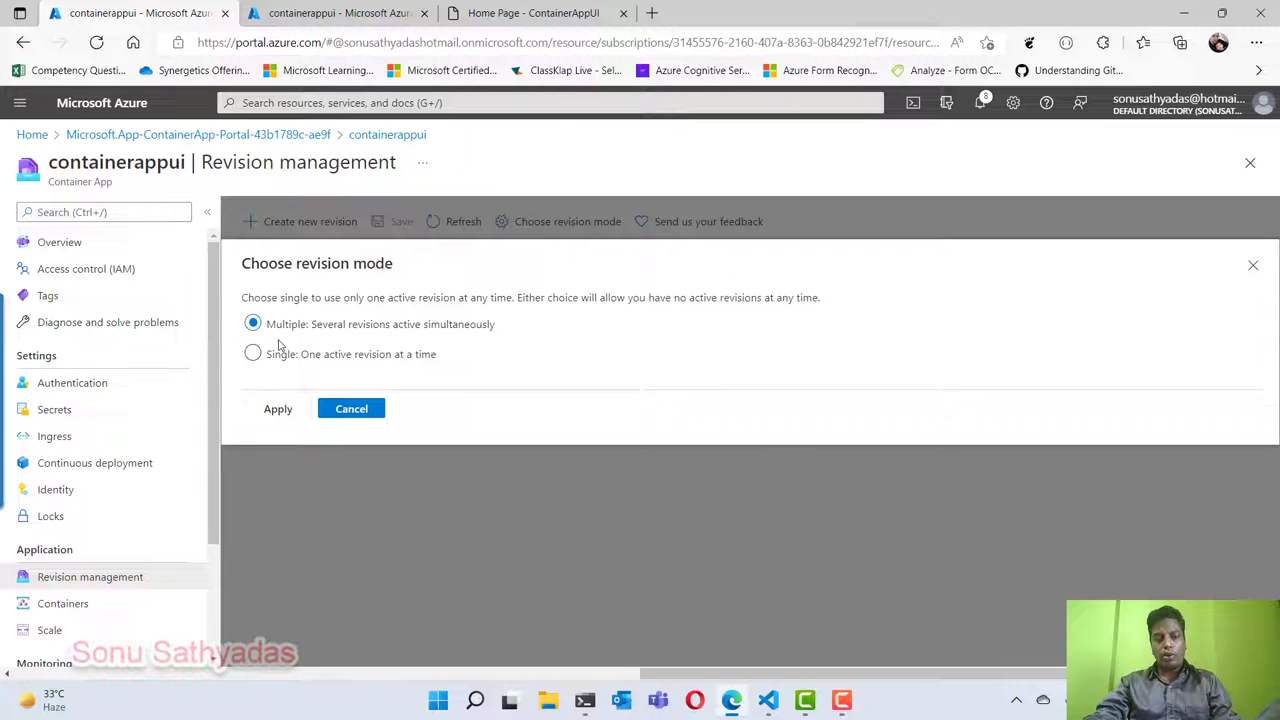 containerappui - Microsoft Azur
containerappui - Microsoft Azur
Home Page - ContainerAppUI
https://portal.azure.com/#@sonusathyadashotmail.onmicrosoft.com/resource/subscriptions/31455576-2160-407a-8363-0b842921ef7f/resourc...
Competency Questi...
Synergetics Offering...
Microsoft Learning...
Microsoft Certified...
ClassKlap Live - Sel...
Azure Cognitive Ser...
Azure Form Recogn...
Analyze - Form OC...
Understanding Git...
Microsoft Azure
Search resources, services, and docs (G+/)
8
sonusathyadas@hotmai...
DEFAULT DIRECTORY (SONUSAT...
Home > Microsoft.App-ContainerApp-Portal-43b1789c-ae9f > containerappui
containerappui | Revision management ...
Container App
Search (Ctrl+/)
Create new revision
Save
Refresh
Choose revision mode
Send us your feedback
Overview
Access control (IAM)
Tags
Diagnose and solve problems
Settings
Authentication
Secrets
Ingress
Continuous deployment
Identity
Locks
Application
Revision management
Containers
Scale
Monitoring
Choose revision mode
Choose single to use only one active revision at any time. Either choice will allow you have no active revisions at any time.
Multiple: Several revisions active simultaneously
Single: One active revision at a time
Apply
Cancel
Sonu Sathyadas
33°C
Haze